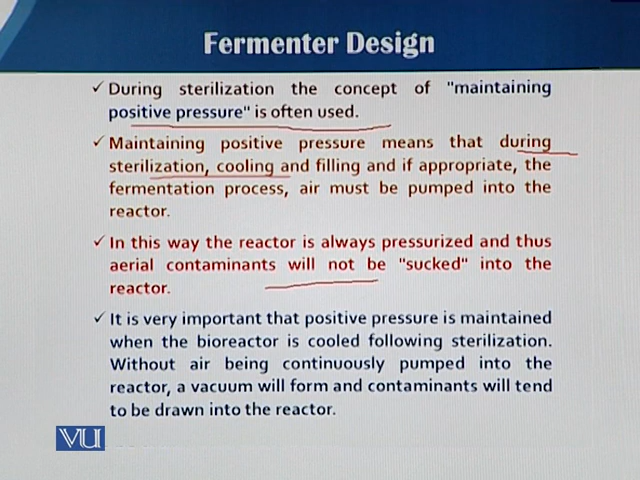 Fermenter Design
✓ During sterilization the concept of "maintaining
positive pressure" is often used.
✓ Maintaining positive pressure means that during
sterilization, cooling and filling and if appropriate, the
fermentation process, air must be pumped into the
reactor.
✓ In this way the reactor is always pressurized and thus
aerial contaminants will not be "sucked" into the
reactor.
✓ It is very important that positive pressure is maintained
when the bioreactor is cooled following sterilization.
Without air being continuously pumped into the
reactor, a vacuum will form and contaminants will tend
to be drawn into the reactor.
VU